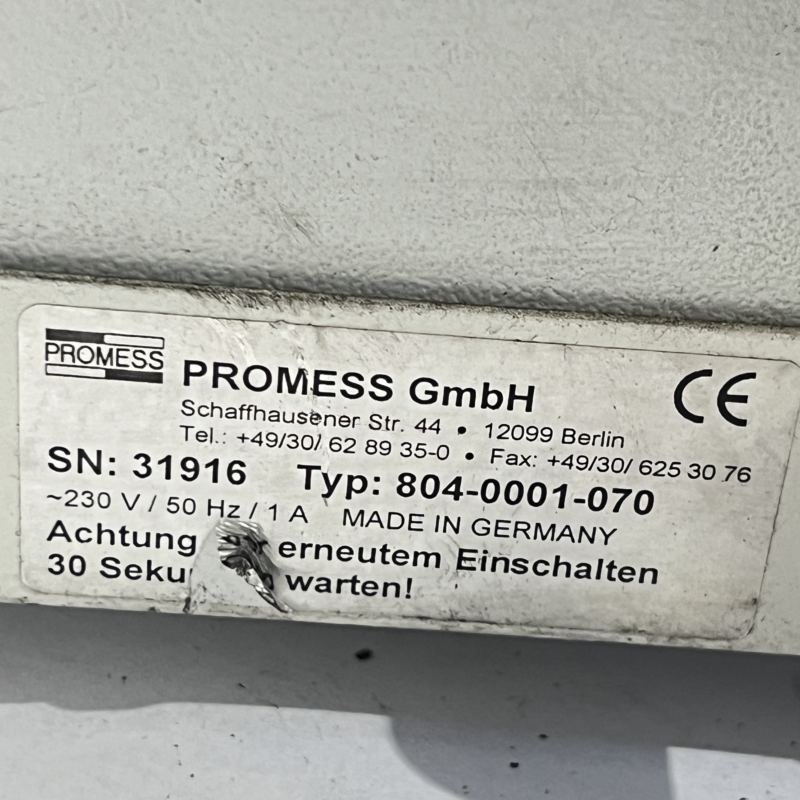 PROMESS
PROMESS GmbH
CE
Schaffhausener Str. 44 • 12099 Berlin
Tel.: +49/30/ 62 89 35-0 • Fax: +49/30/ 625 30 76
SN: 31916 Typ: 804-0001-070
~230 V / 50 Hz / 1 A MADE IN GERMANY
Achtung erneutem Einschalten
30 warten!